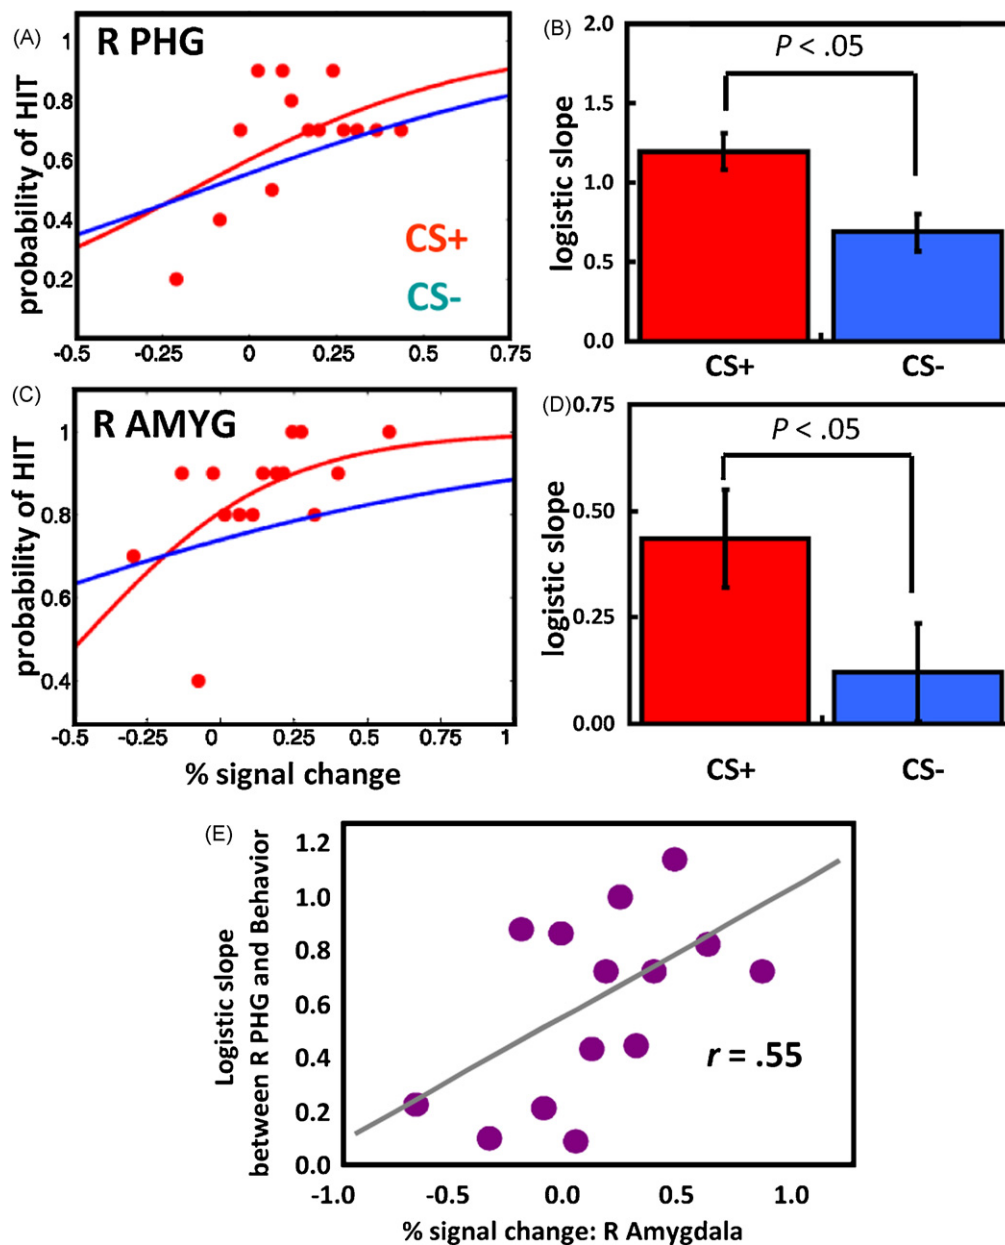 (A)
R PHG
probability of HIT
1
0.8
0.6
0.4
0.2
-0.5
-0.25
0
0.25
0.5
0.75
CS+
CS-
(B)
P < .05
logistic slope
2.0
1.5
1.0
0.5
0.0
CS+
CS-
(C)
R AMYG
probability of HIT
1
0.8
0.6
0.4
-0.5
-0.25
0
0.25
0.5
0.75
1
% signal change
(D)
P < .05
logistic slope
0.75
0.50
0.25
0.00
CS+
CS-
(E)
Logistic slope
between R PHG and Behavior
1.2
1.0
0.8
0.6
0.4
0.2
0.0
r = .55
-1.0
-0.5
0.0
0.5
1.0
% signal change: R Amygdala